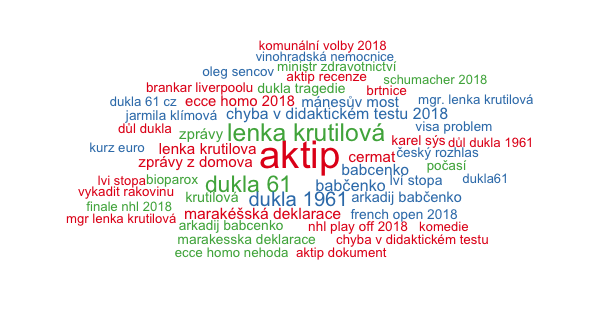 komunální volby 2018
vinohradská nemocnice
ministr zdravotnictví
oleg sencov
aktip recenze
schumacher 2018
brankar liverpoolu
dukla tragedie
brtnice
dukla 61 cz
ecce homo 2018
mánesův most
mgr. lenka krutilová
jarmila klímová
chyba v didaktickém testu 2018
důl dukla
zprávy
lenka krutilová
visa problem
karel sýs
důl dukla 1961
kurz euro
lenka krutilova
aktip
cermat
český rozhlas
zprávy z domova
babcenko
počasí
lvi stopa
bioparox
dukla 61
babčenko
lvi stopa
dukla61
vykadit rakovinu
krutilová
dukla 1961
arkadij babčenko
finale nhl 2018
mgr lenka krutilová
marakéšská deklarace
french open 2018
arkadij babcenko
nhl play off 2018
komedie
marakesska deklarace
chyba v didaktickém testu
ecce homo nehoda
aktip dokument